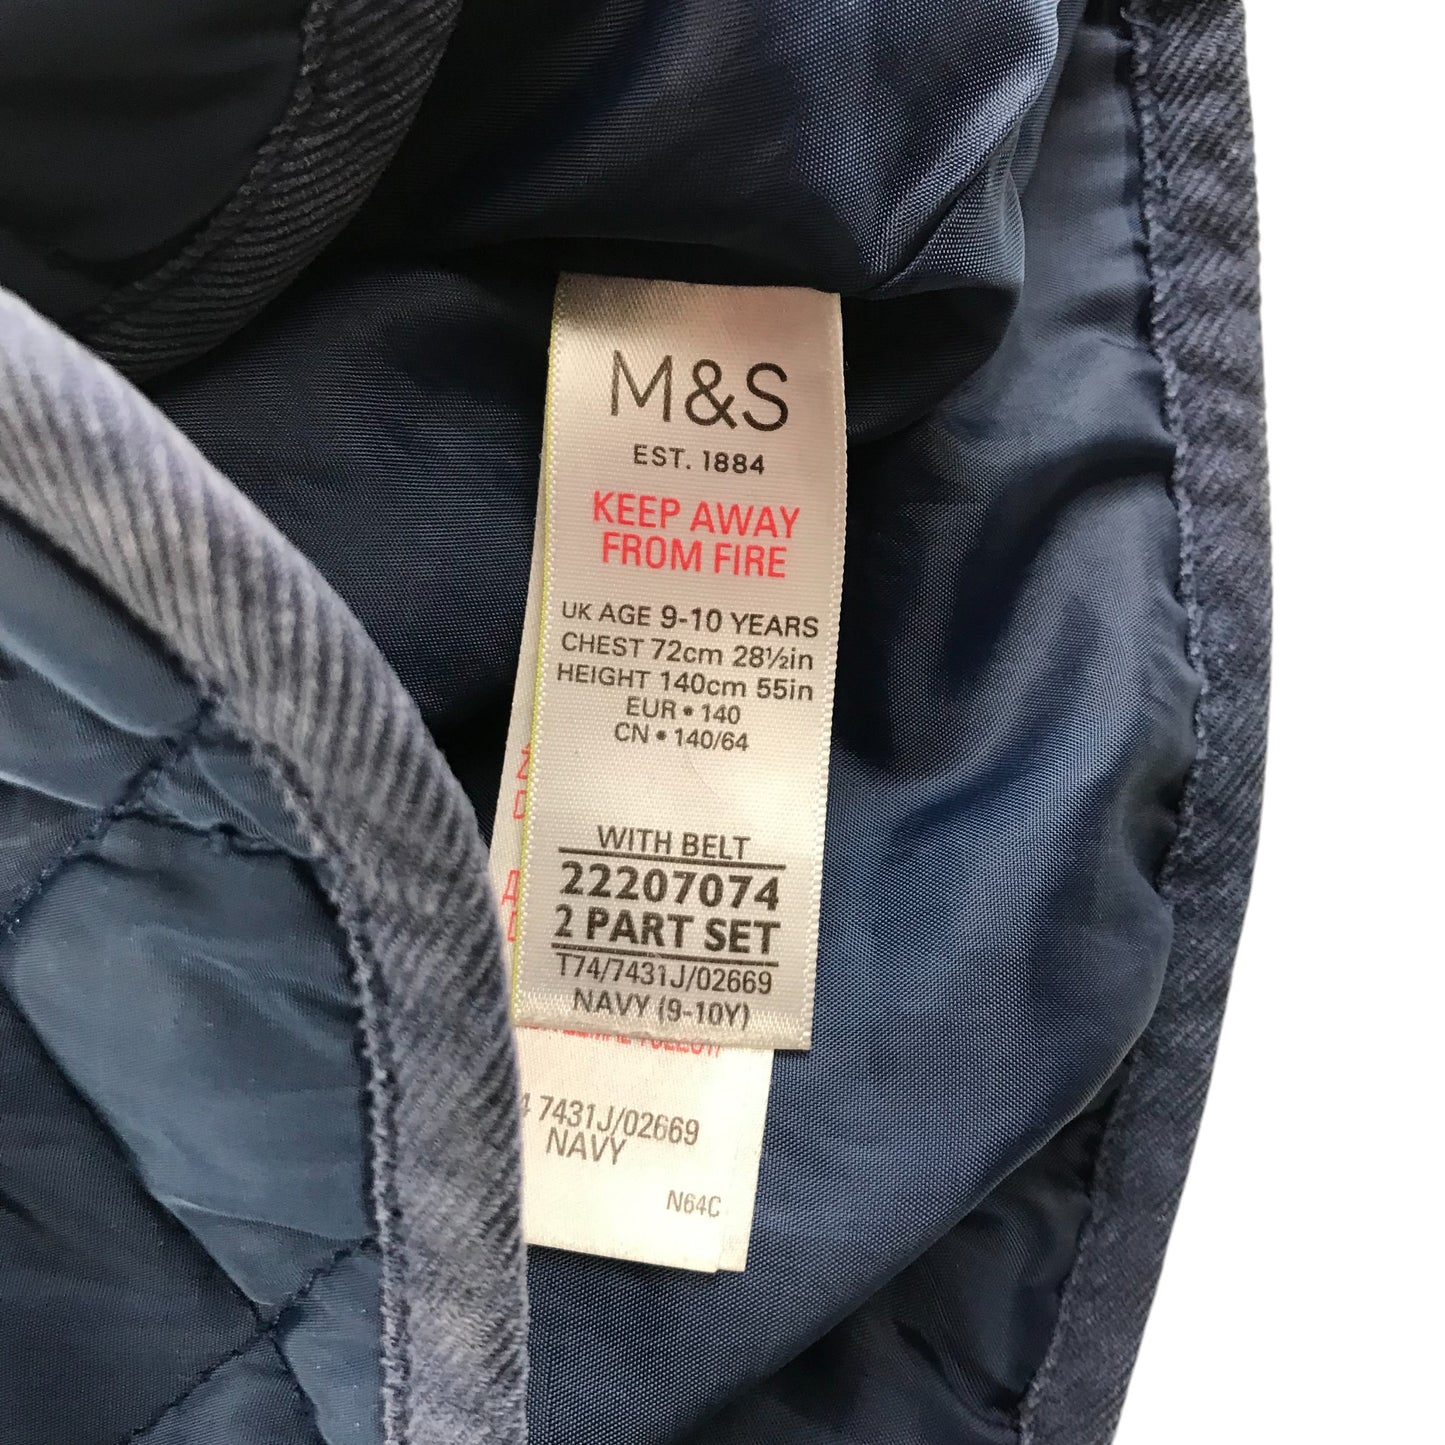 M&S
EST. 1884
KEEP AWAY
FROM FIRE
UK AGE 9-10 YEARS
CHEST 72cm 28½in
HEIGHT 140cm 55in
EUR • 140
CN • 140/64
WITH BELT
22207074
2 PART SET
T74/7431J/02669
NAVY (9-10Y)
7431J/02669
NAVY
N64C